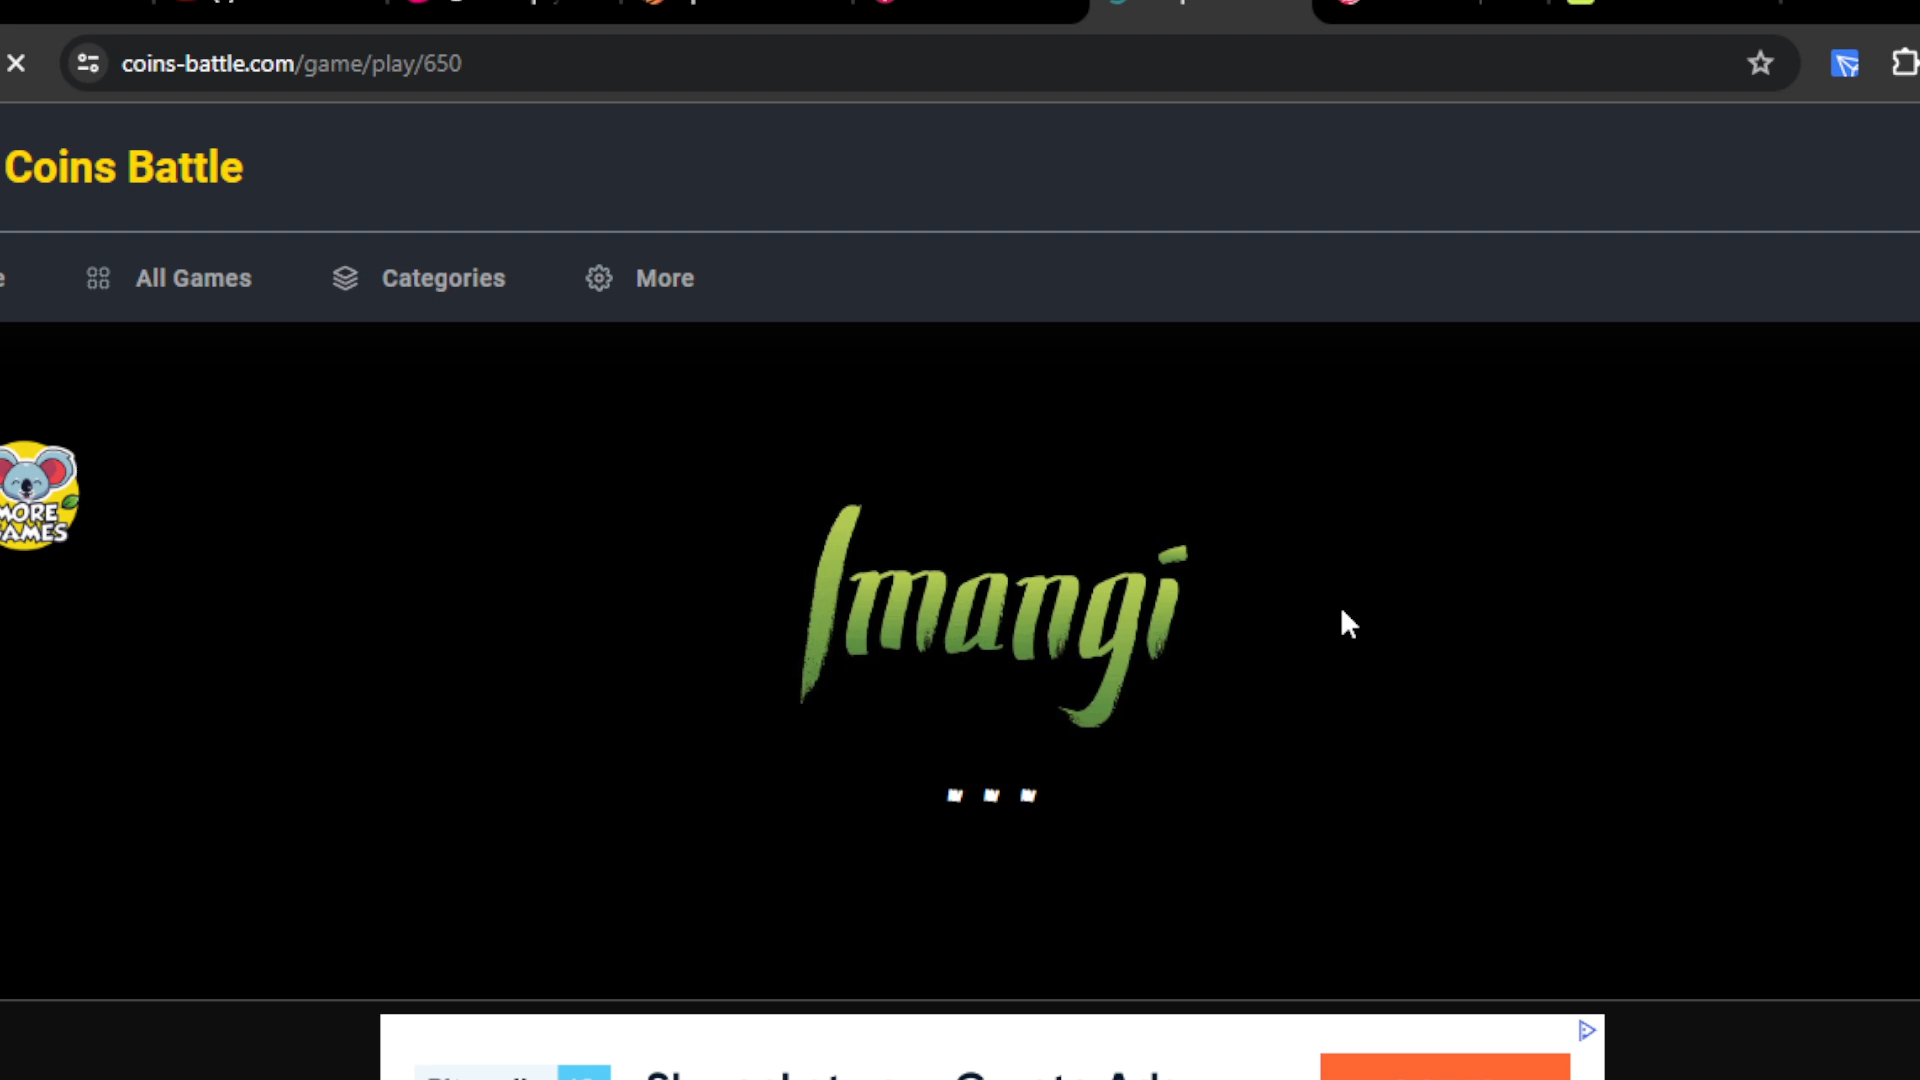 coins-battle.com/game/play/650
Coins Battle
All Games
Categories
More
MORE
GAMES
Imangi